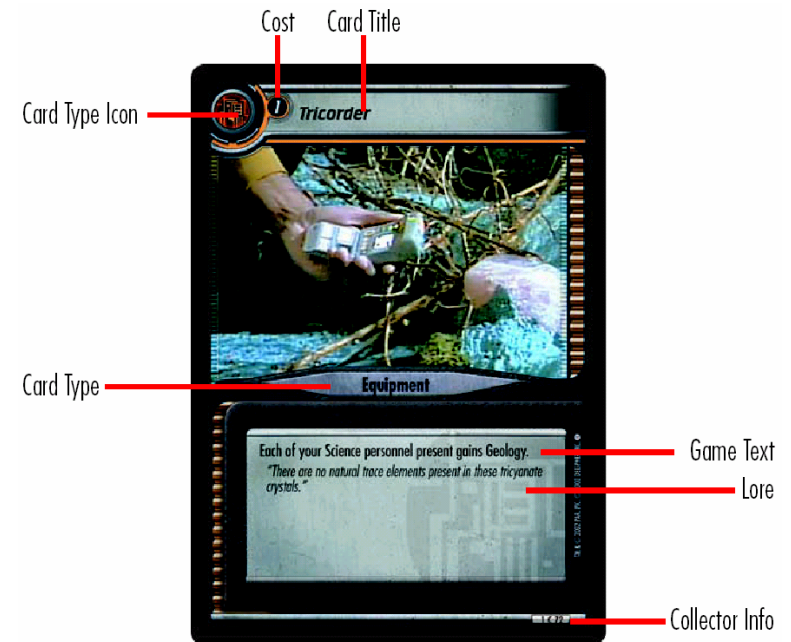 Cost
Card Title
Card Type Icon
1
Tricorder
Card Type
Equipment
Each of your Science personnel present gains Geology.
"There are no natural trace elements present in these tricyanate
crystals."
Game Text
Lore
Collector Info